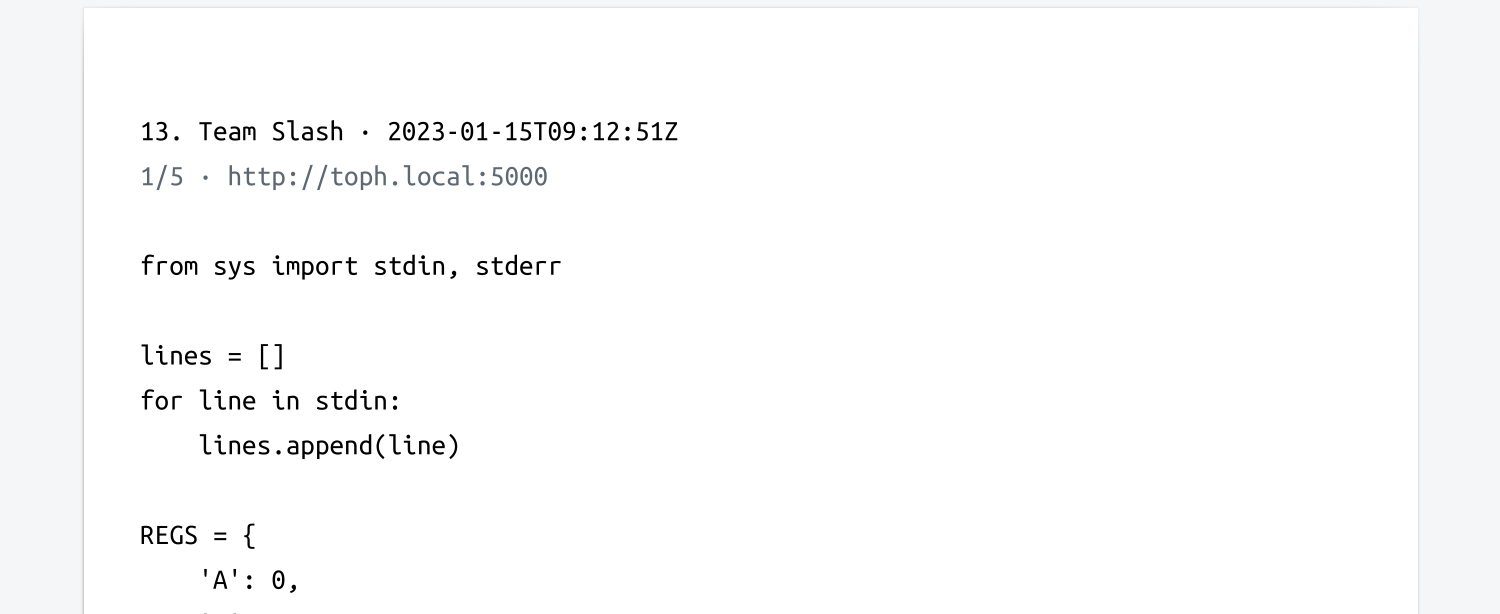 13. Team Slash · 2023-01-15T09:12:51Z
1/5 · http://toph.local:5000
from sys import stdin, stderr
lines = []
for line in stdin:
    lines.append(line)
REGS = {
    'A': 0,